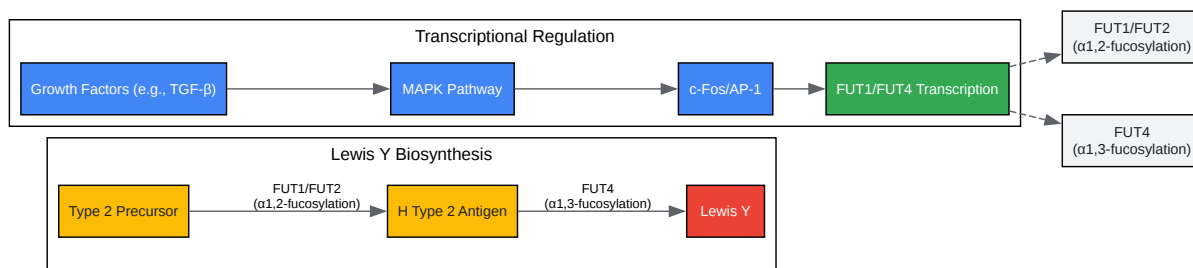 Transcriptional Regulation
Growth Factors (e.g., TGF-β)
MAPK Pathway
c-Fos/AP-1
FUT1/FUT4 Transcription
FUT1/FUT2
(α1,2-fucosylation)
FUT4
(α1,3-fucosylation)
Lewis Y Biosynthesis
Type 2 Precursor
FUT1/FUT2
(α1,2-fucosylation)
H Type 2 Antigen
FUT4
(α1,3-fucosylation)
Lewis Y